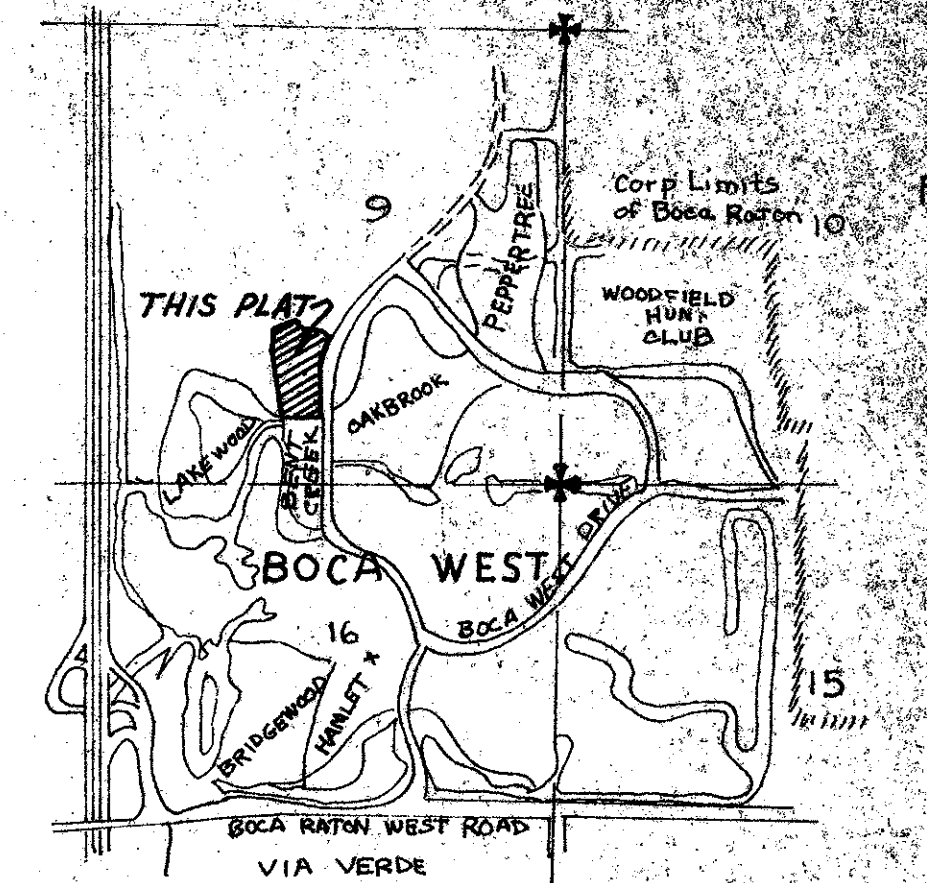 9
Corp Limits
of Boca Raton
10
PEPPERTREE
THIS PLAT
WOODFIELD
HUNT
CLUB
OAKBROOK
LAKEWOOD
BENT
CREEK
BOCA WEST
BOCA WEST DRIVE
16
15
BRIDGEWOOD
HAMLET
BOCA RATON WEST ROAD
VIA VERDE